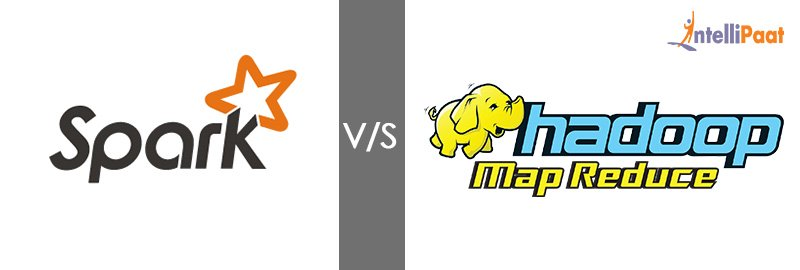 IntelliPaat
Spark
V/S
hadoop
Map Reduce